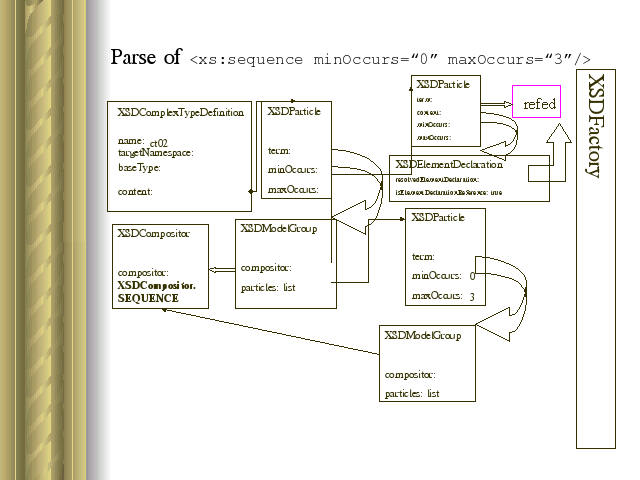 Parse of <xs:sequence minOccurs=“0” maxOccurs=“3”/>
XSDComplexTypeDefinition
name: ct02
targetNamespace:
baseType:
content:
XSDParticle
term:
minOccurs:
maxOccurs:
XSDParticle
term:
content:
minOccurs:
maxOccurs:
refed
XSDFactory
XSDElementDeclaration
resolvedElementDeclaration:
isElementDeclarationReference: true
XSDCompositor
compositor:
XSDCompositor.
SEQUENCE
XSDModelGroup
compositor:
particles: list
XSDParticle
term:
minOccurs: 0
maxOccurs: 3
XSDModelGroup
compositor:
particles: list